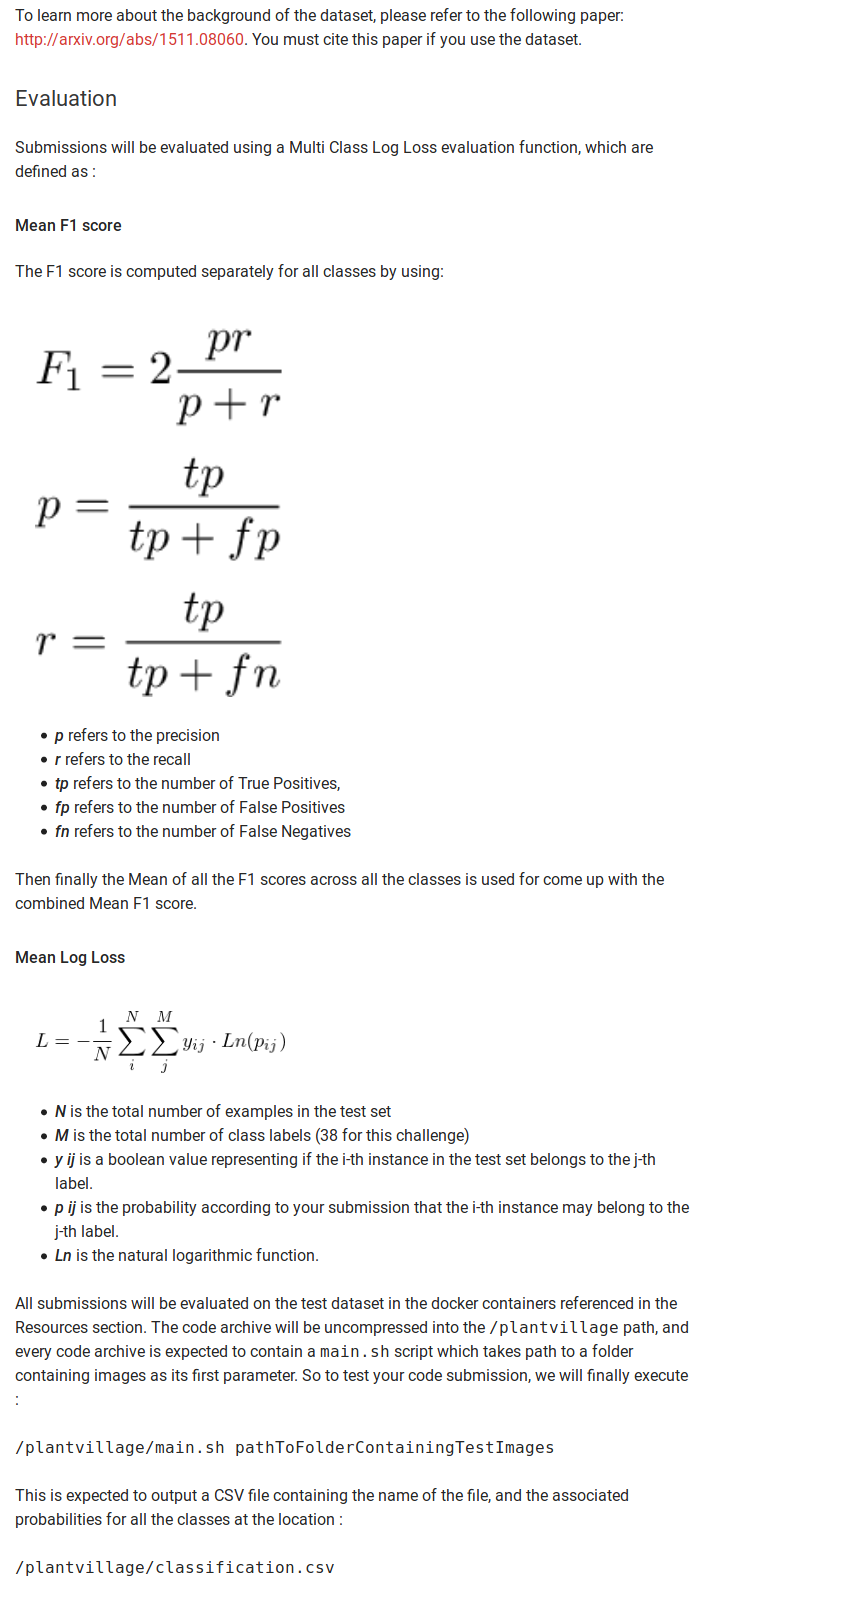 To learn more about the background of the dataset, please refer to the following paper:
http://arxiv.org/abs/1511.08060. You must cite this paper if you use the dataset.
Evaluation
Submissions will be evaluated using a Multi Class Log Loss evaluation function, which are
defined as :
Mean F1 score
The F1 score is computed separately for all classes by using:
F₁ = 2 pr / (p + r)
p = tp / (tp + fp)
r = tp / (tp + fn)
• p refers to the precision
• r refers to the recall
• tp refers to the number of True Positives,
• fp refers to the number of False Positives
• fn refers to the number of False Negatives
Then finally the Mean of all the F1 scores across all the classes is used for come up with the
combined Mean F1 score.
Mean Log Loss
L = −(1/N) ∑ᵢᴺ ∑ⱼᴹ yᵢⱼ · Ln(pᵢⱼ)
• N is the total number of examples in the test set
• M is the total number of class labels (38 for this challenge)
• y ij is a boolean value representing if the i-th instance in the test set belongs to the j-th
label.
• p ij is the probability according to your submission that the i-th instance may belong to the
j-th label.
• Ln is the natural logarithmic function.
All submissions will be evaluated on the test dataset in the docker containers referenced in the
Resources section. The code archive will be uncompressed into the /plantvillage path, and
every code archive is expected to contain a main.sh script which takes path to a folder
containing images as its first parameter. So to test your code submission, we will finally execute
:
/plantvillage/main.sh pathToFolderContainingTestImages
This is expected to output a CSV file containing the name of the file, and the associated
probabilities for all the classes at the location :
/plantvillage/classification.csv